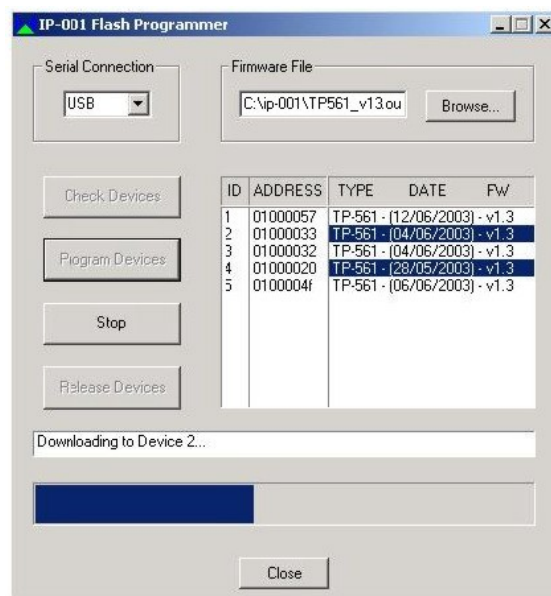 IP-001 Flash Programmer
Serial Connection
USB
Firmware File
C:\ip-001\TP561_v13.ou
Browse...
Check Devices
Program Devices
Stop
Release Devices
ID ADDRESS TYPE DATE FW
1 01000057 TP-561 - (12/06/2003) - v1.3
2 01000033 TP-561 - (04/06/2003) - v1.3
3 01000032 TP-561 - (04/06/2003) - v1.3
4 01000020 TP-561 - (28/05/2003) - v1.3
5 0100004f TP-561 - (06/06/2003) - v1.3
Downloading to Device 2...
Close